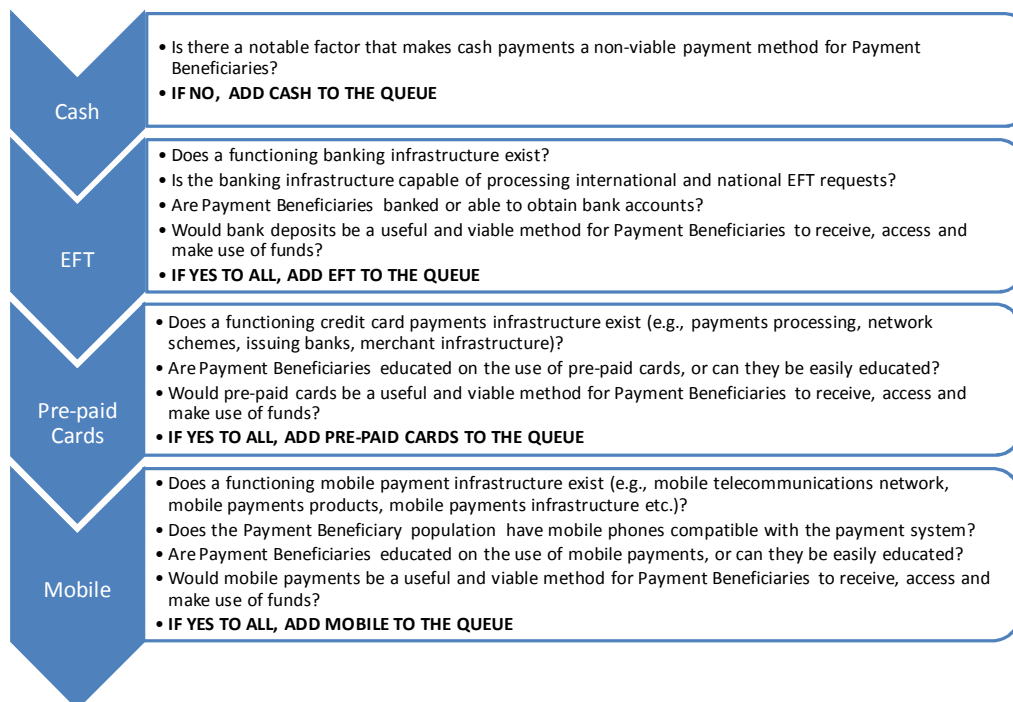 Cash
• Is there a notable factor that makes cash payments a non-viable payment method for Payment
Beneficiaries?
• IF NO, ADD CASH TO THE QUEUE
EFT
• Does a functioning banking infrastructure exist?
• Is the banking infrastructure capable of processing international and national EFT requests?
• Are Payment Beneficiaries banked or able to obtain bank accounts?
• Would bank deposits be a useful and viable method for Payment Beneficiaries to receive, access and
make use of funds?
• IF YES TO ALL, ADD EFT TO THE QUEUE
Pre-paid
Cards
• Does a functioning credit card payments infrastructure exist (e.g., payments processing, network
schemes, issuing banks, merchant infrastructure)?
• Are Payment Beneficiaries educated on the use of pre-paid cards, or can they be easily educated?
• Would pre-paid cards be a useful and viable method for Payment Beneficiaries to receive, access and
make use of funds?
• IF YES TO ALL, ADD PRE-PAID CARDS TO THE QUEUE
Mobile
• Does a functioning mobile payment infrastructure exist (e.g., mobile telecommunications network,
mobile payments products, mobile payments infrastructure etc.)?
• Does the Payment Beneficiary population have mobile phones compatible with the payment system?
• Are Payment Beneficiaries educated on the use of mobile payments, or can they be easily educated?
• Would mobile payments be a useful and viable method for Payment Beneficiaries to receive, access and
make use of funds?
• IF YES TO ALL, ADD MOBILE TO THE QUEUE